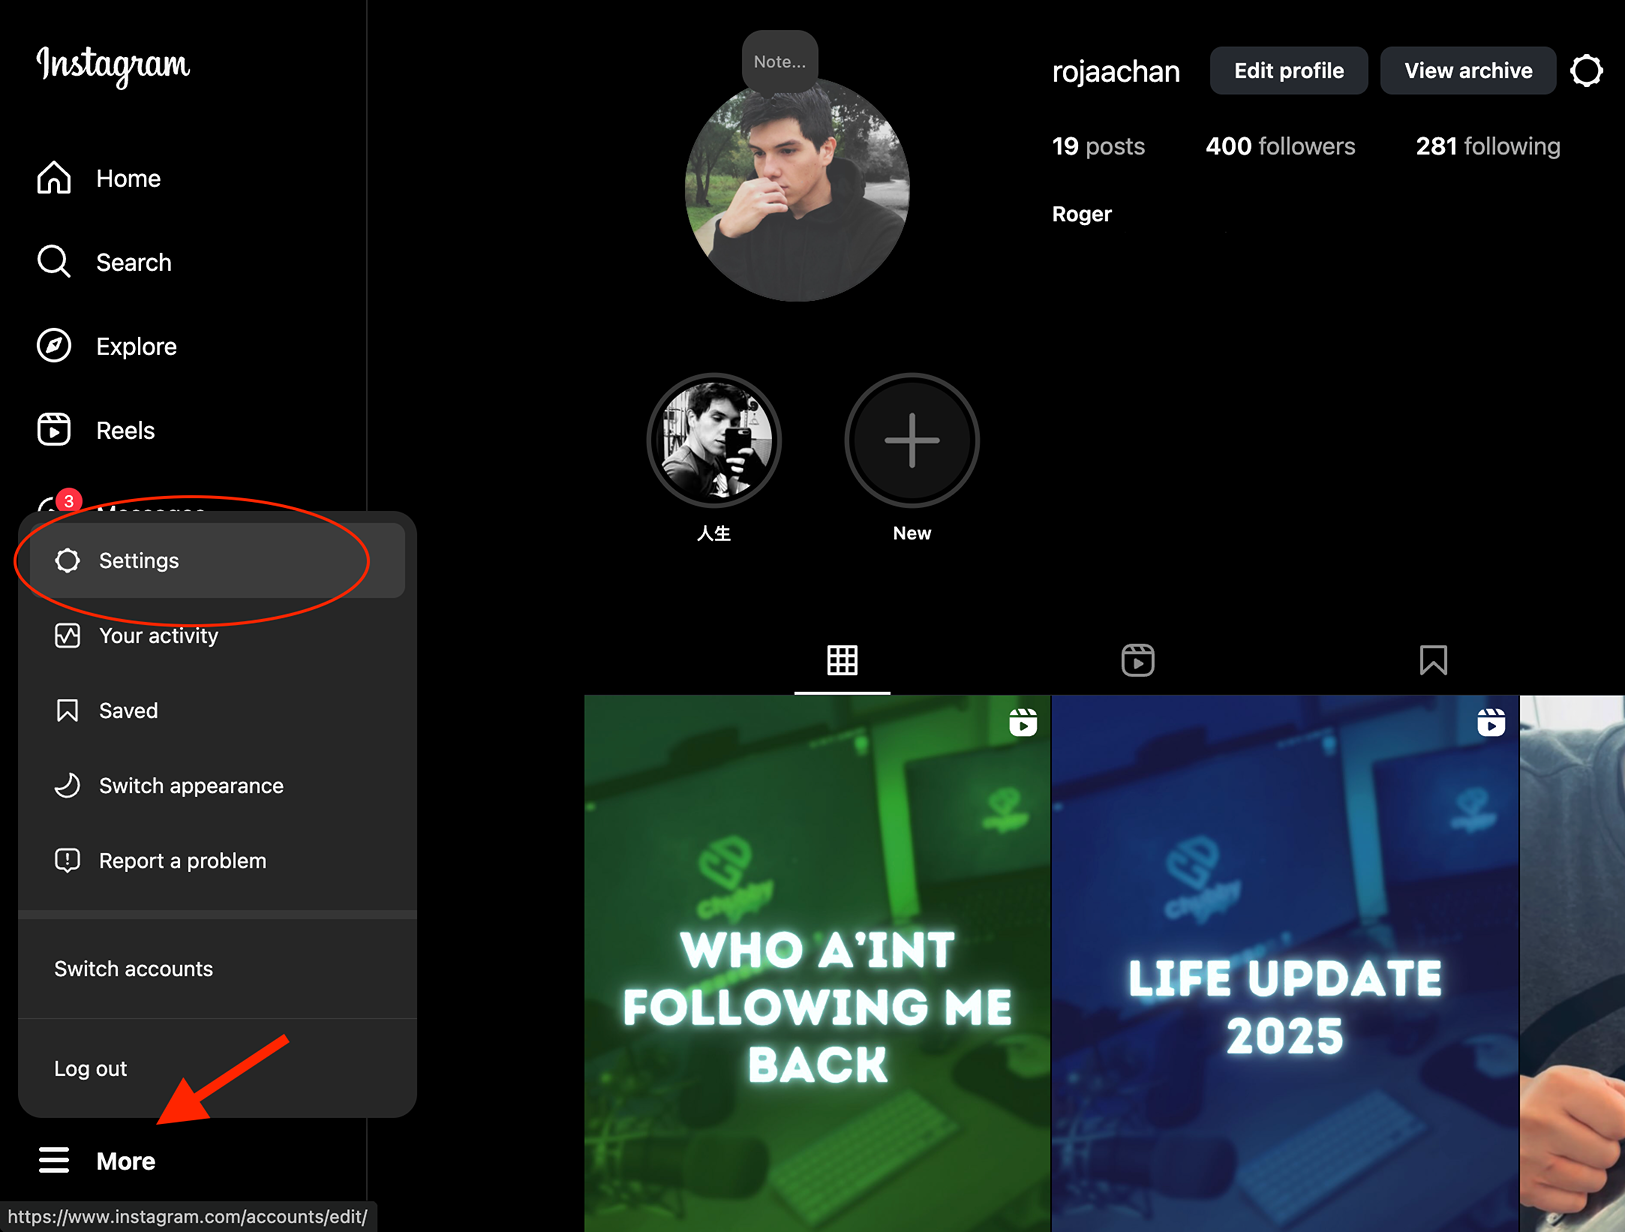 Instagram
Home
Search
Explore
Reels
3
Messages
Settings
Your activity
Saved
Switch appearance
Report a problem
Switch accounts
Log out
More
https://www.instagram.com/accounts/edit/
Note...
rojaachan
Edit profile
View archive
19 posts
400 followers
281 following
Roger
人生
New
WHO A'INT
FOLLOWING ME
BACK
LIFE UPDATE
2025